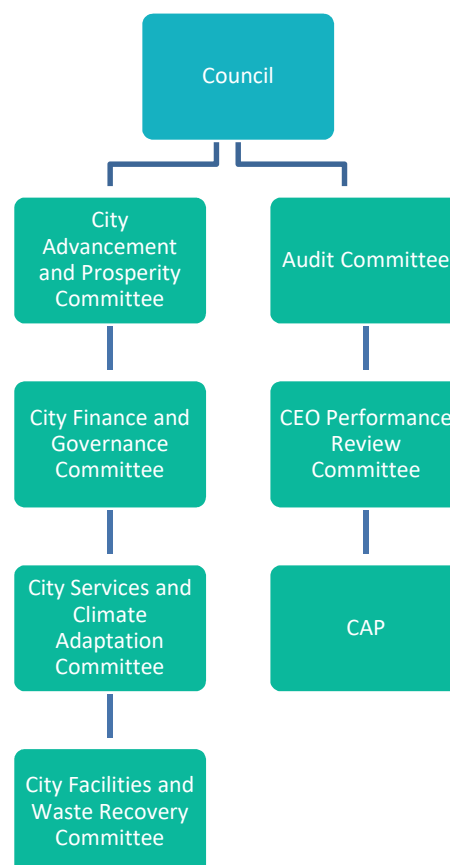 Council
City
Advancement
and Prosperity
Committee
Audit Committee
City Finance and
Governance
Committee
CEO Performance
Review
Committee
City Services and
Climate
Adaptation
Committee
CAP
City Facilities and
Waste Recovery
Committee